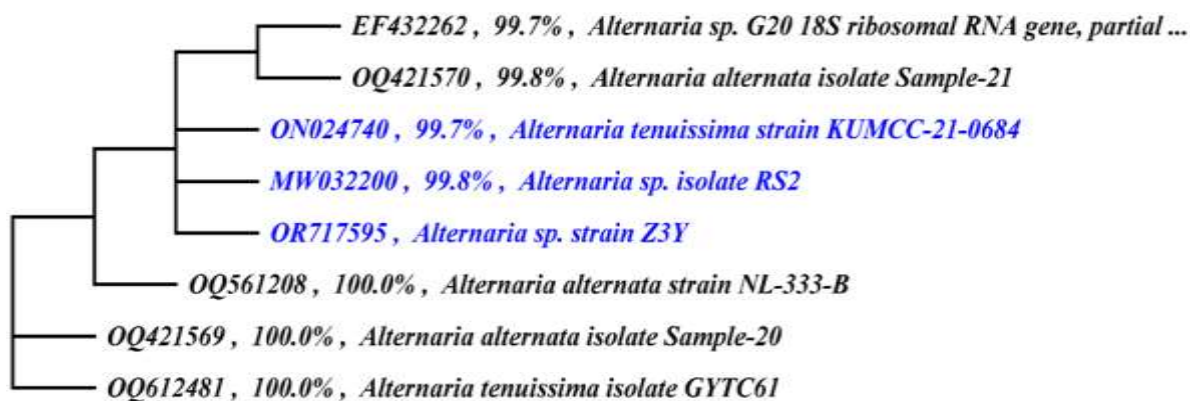 EF432262 , 99.7% , Alternaria sp. G20 18S ribosomal RNA gene, partial ...
OQ421570 , 99.8% , Alternaria alternata isolate Sample-21
ON024740 , 99.7% , Alternaria tenuissima strain KUMCC-21-0684
MW032200 , 99.8% , Alternaria sp. isolate RS2
OR717595 , Alternaria sp. strain Z3Y
OQ561208 , 100.0% , Alternaria alternata strain NL-333-B
OQ421569 , 100.0% , Alternaria alternata isolate Sample-20
OQ612481 , 100.0% , Alternaria tenuissima isolate GYTC61